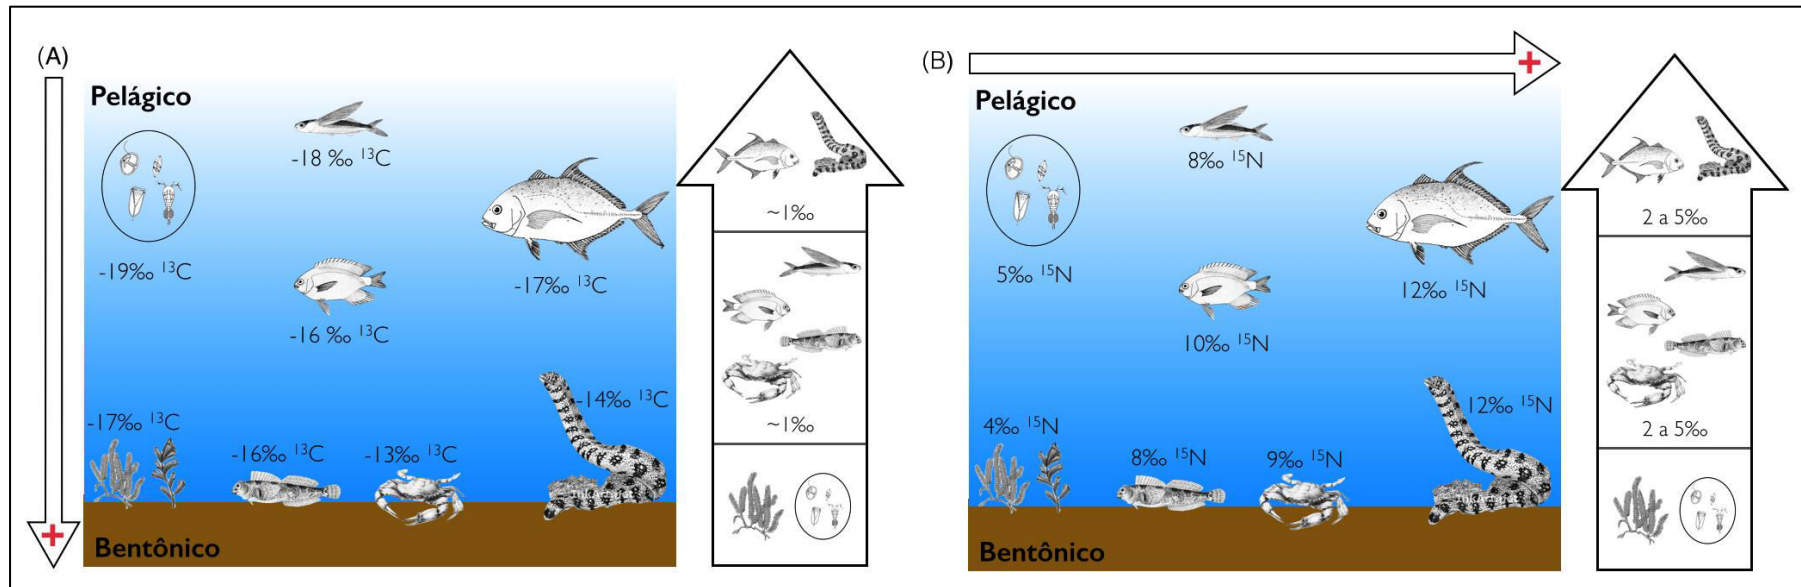 (A)
+
Pelágico
-18 ‰ ¹³C
-19‰ ¹³C
-17‰ ¹³C
-16 ‰ ¹³C
-17‰ ¹³C
-14‰ ¹³C
-16‰ ¹³C
-13‰ ¹³C
Bentônico
~1‰
~1‰
(B)
+
Pelágico
8‰ ¹⁵N
5‰ ¹⁵N
12‰ ¹⁵N
10‰ ¹⁵N
4‰ ¹⁵N
12‰ ¹⁵N
8‰ ¹⁵N
9‰ ¹⁵N
Bentônico
2 a 5‰
2 a 5‰